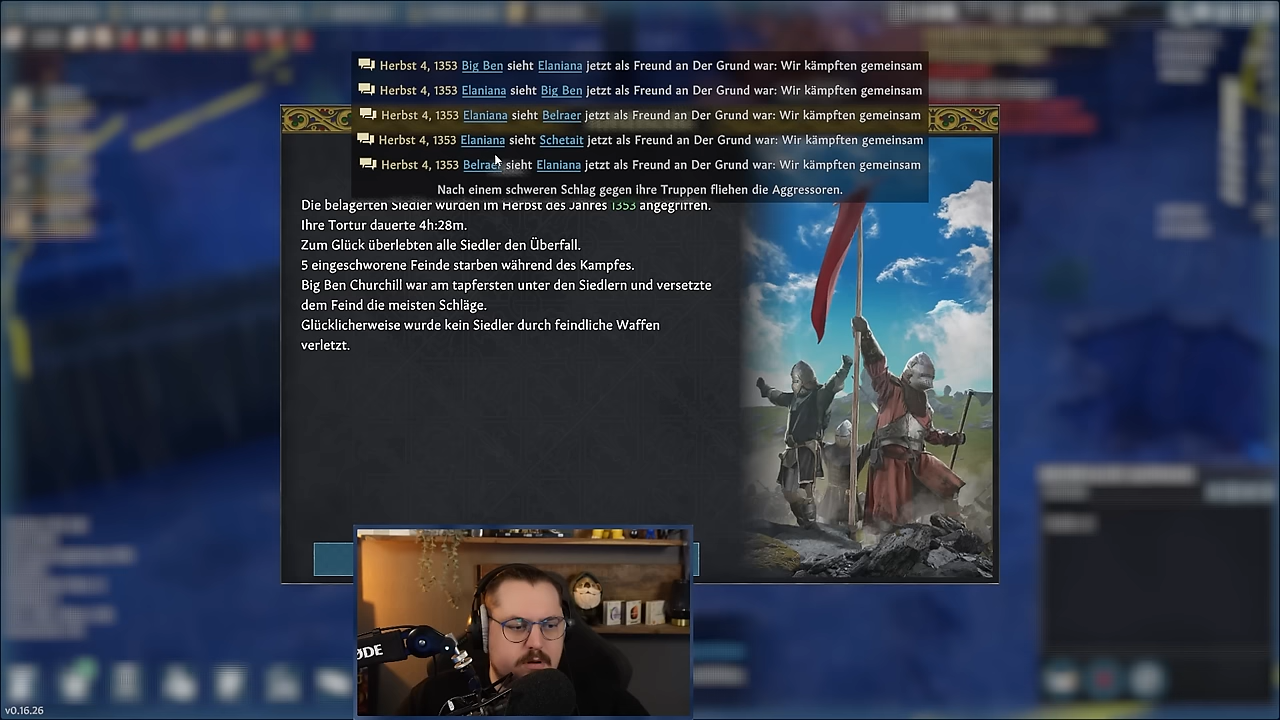 Herbst 4, 1353 Big Ben sieht Elaniana jetzt als Freund an Der Grund war: Wir kämpften gemeinsam
Herbst 4, 1353 Elaniana sieht Big Ben jetzt als Freund an Der Grund war: Wir kämpften gemeinsam
Herbst 4, 1353 Elaniana sieht Belraer jetzt als Freund an Der Grund war: Wir kämpften gemeinsam
Herbst 4, 1353 Elaniana sieht Schetait jetzt als Freund an Der Grund war: Wir kämpften gemeinsam
Herbst 4, 1353 Belraer sieht Elaniana jetzt als Freund an Der Grund war: Wir kämpften gemeinsam
Nach einem schweren Schlag gegen ihre Truppen fliehen die Aggressoren.
Die belagerten Siedler wurden im Herbst des Jahres 1353 angegriffen.
Ihre Tortur dauerte 4h:28m.
Zum Glück überlebten alle Siedler den Überfall.
5 eingeschworene Feinde starben während des Kampfes.
Big Ben Churchill war am tapfersten unter den Siedlern und versetzte
dem Feind die meisten Schläge.
Glücklicherweise wurde kein Siedler durch feindliche Waffen
verletzt.
ØDE
v0.16.26